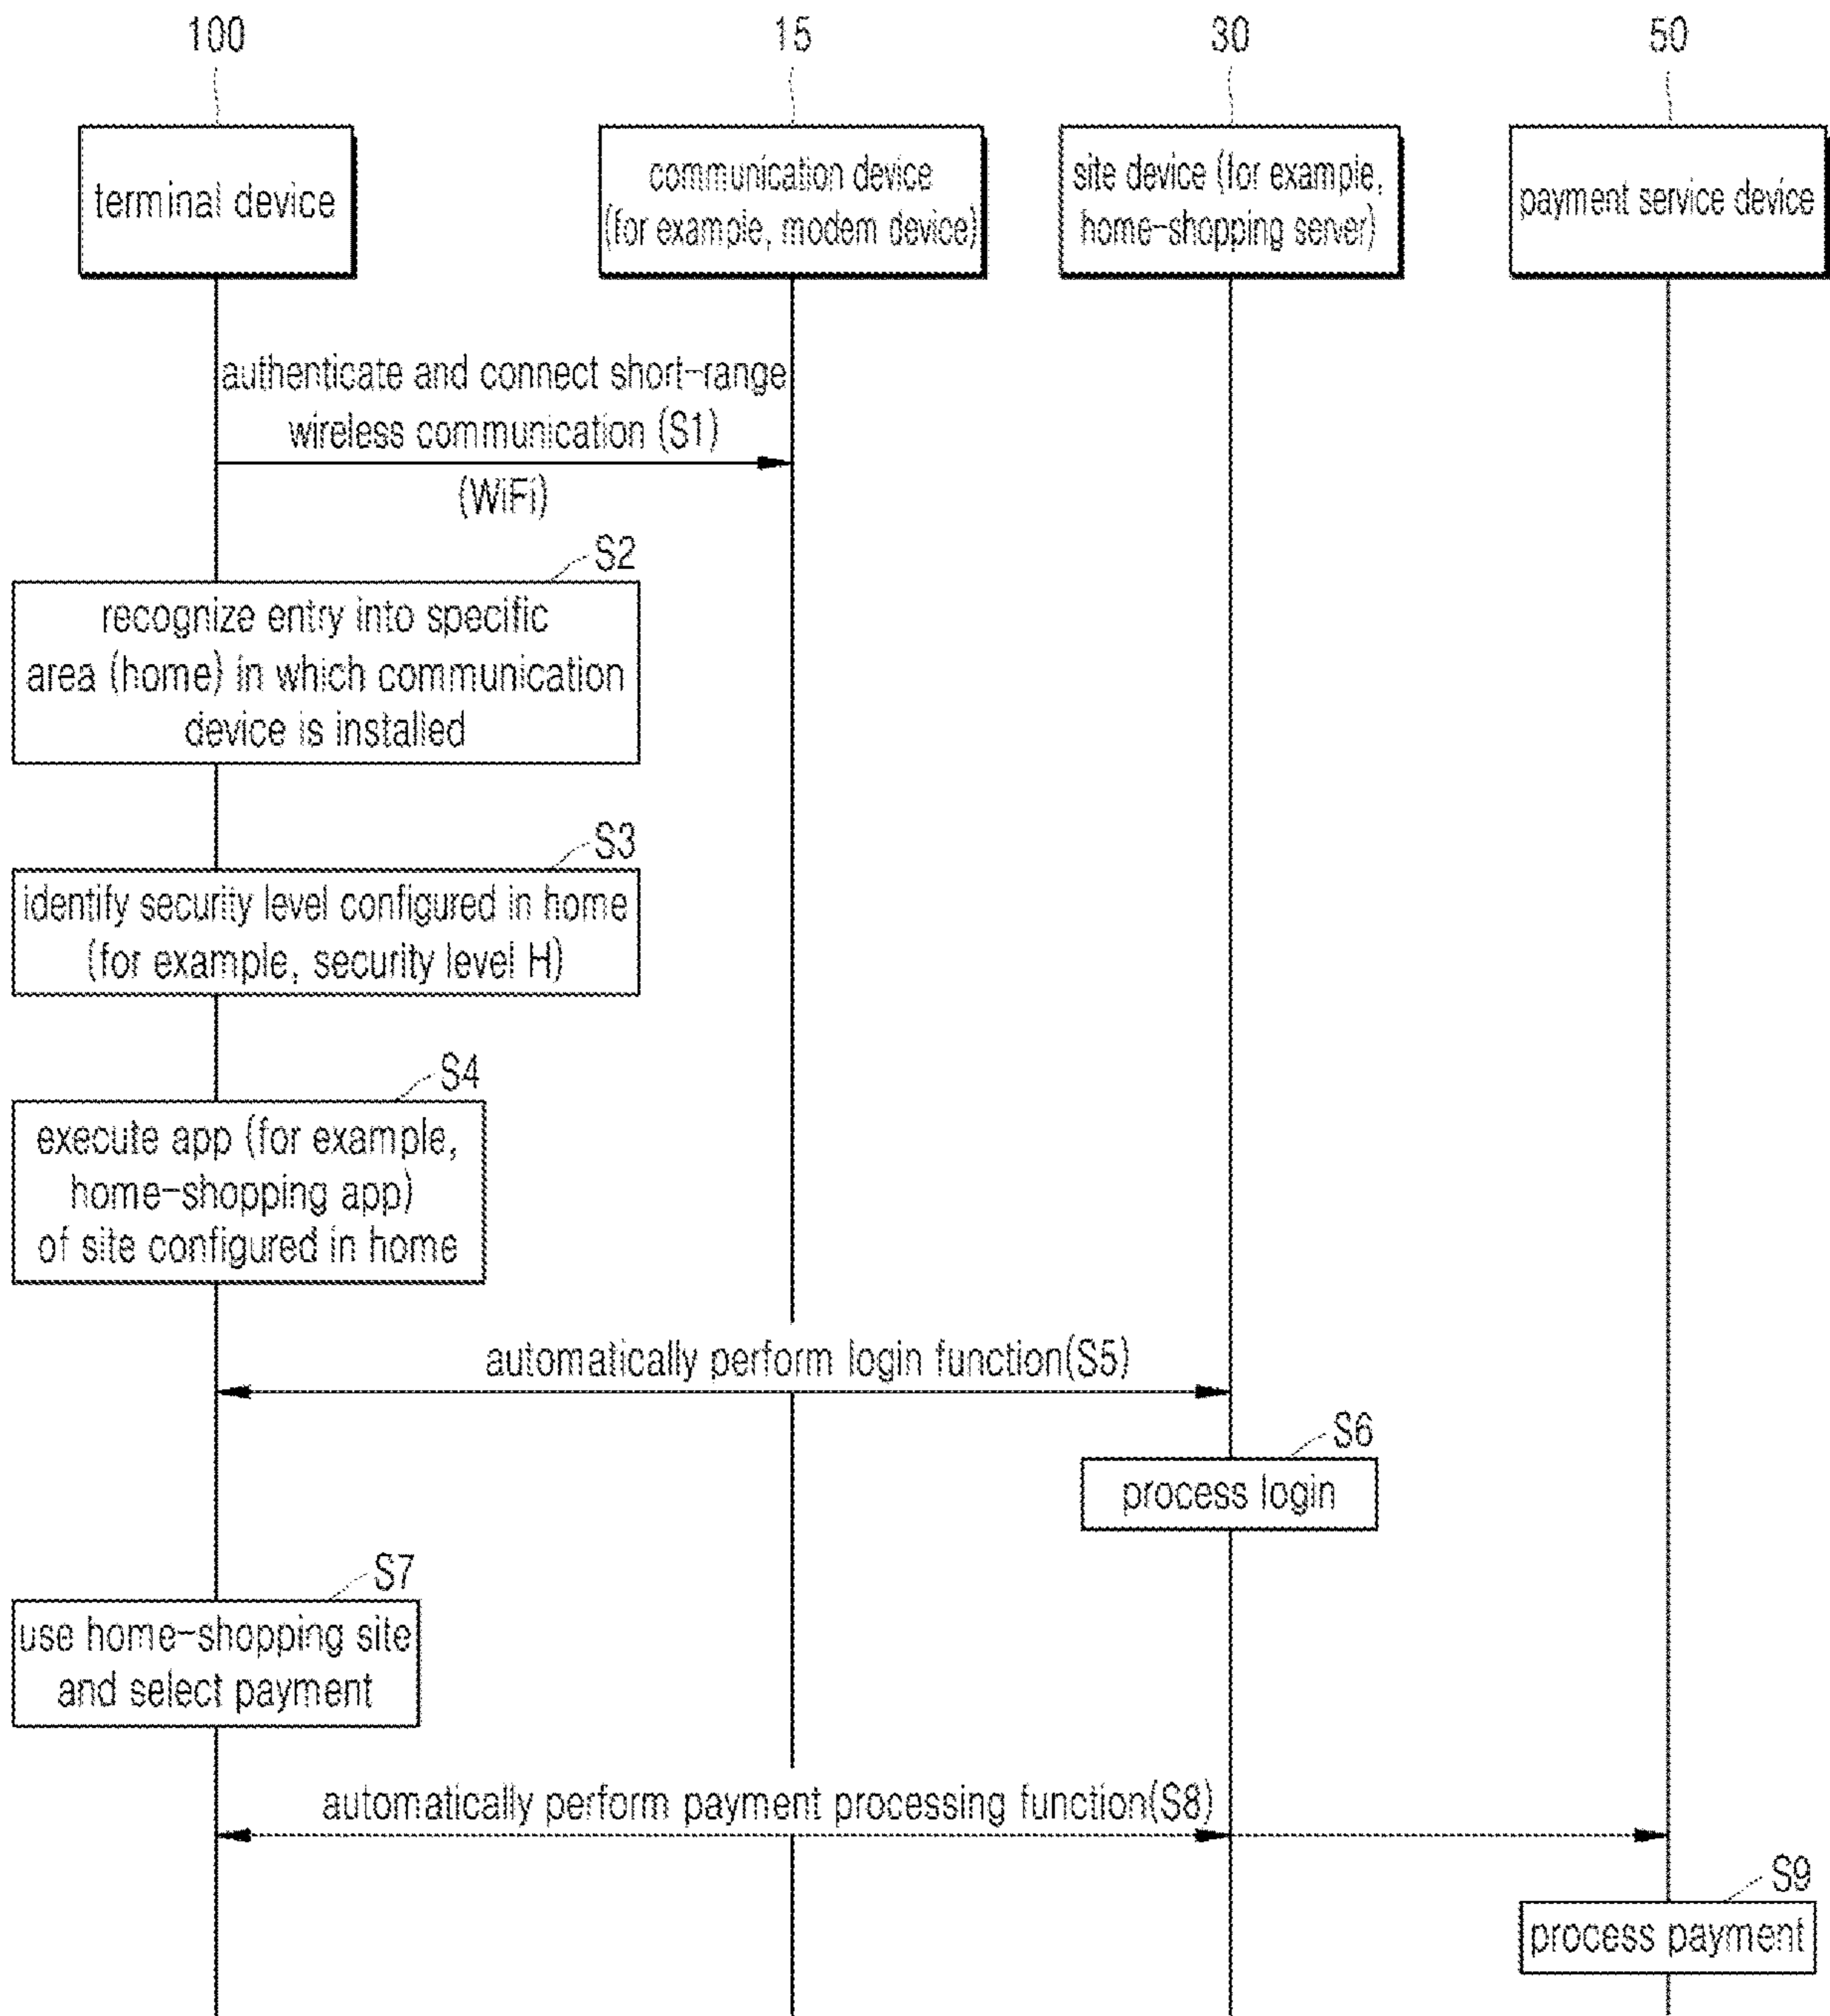 100
15
30
50
terminal device
communication device
(for example, modem device)
site device (for example,
home-shopping server)
payment service device
authenticate and connect short-range
wireless communication (S1)
(WiFi)
S2
recognize entry into specific
area (home) in which communication
device is installed
S3
identify security level configured in home
(for example, security level H)
S4
execute app (for example,
home-shopping app)
of site configured in home
automatically perform login function(S5)
S6
process login
S7
use home-shopping site
and select payment
automatically perform payment processing function(S8)
S9
process payment